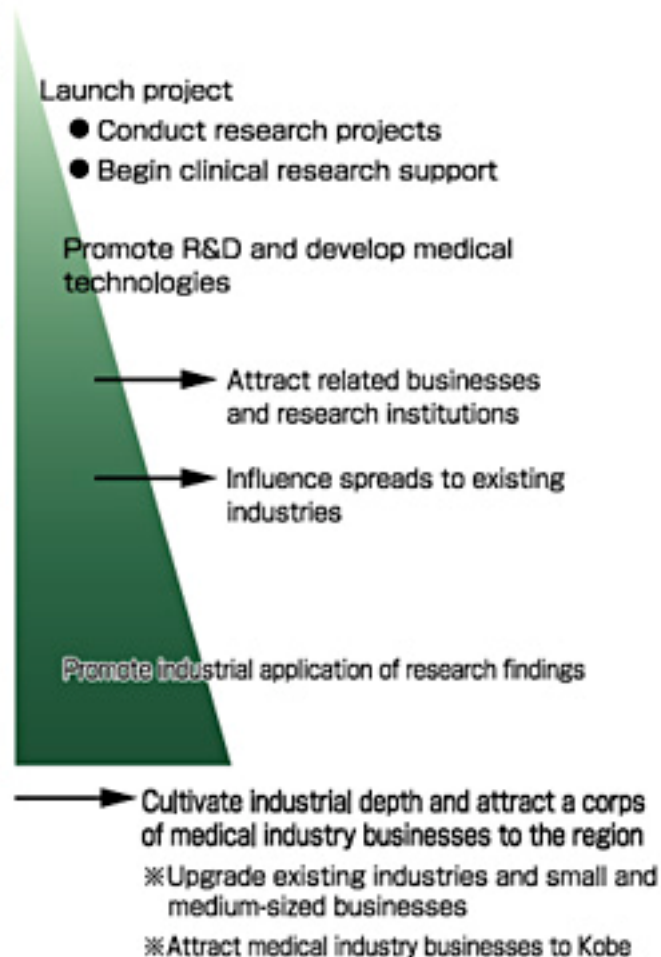 Launch project
● Conduct research projects
● Begin clinical research support
Promote R&D and develop medical
technologies
Attract related businesses
and research institutions
Influence spreads to existing
industries
Promote industrial application of research findings
Cultivate industrial depth and attract a corps
of medical industry businesses to the region
※Upgrade existing industries and small and
medium-sized businesses
※Attract medical industry businesses to Kobe